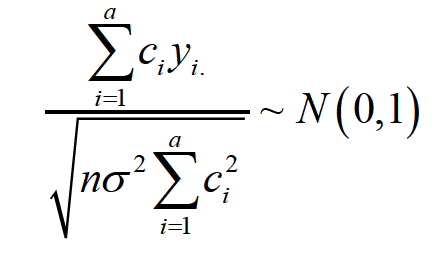 \frac{\sum_{i=1}^{a} c_i y_{i.}}{\sqrt{n\sigma^2 \sum_{i=1}^{a} c_i^2}} \sim N(0,1)